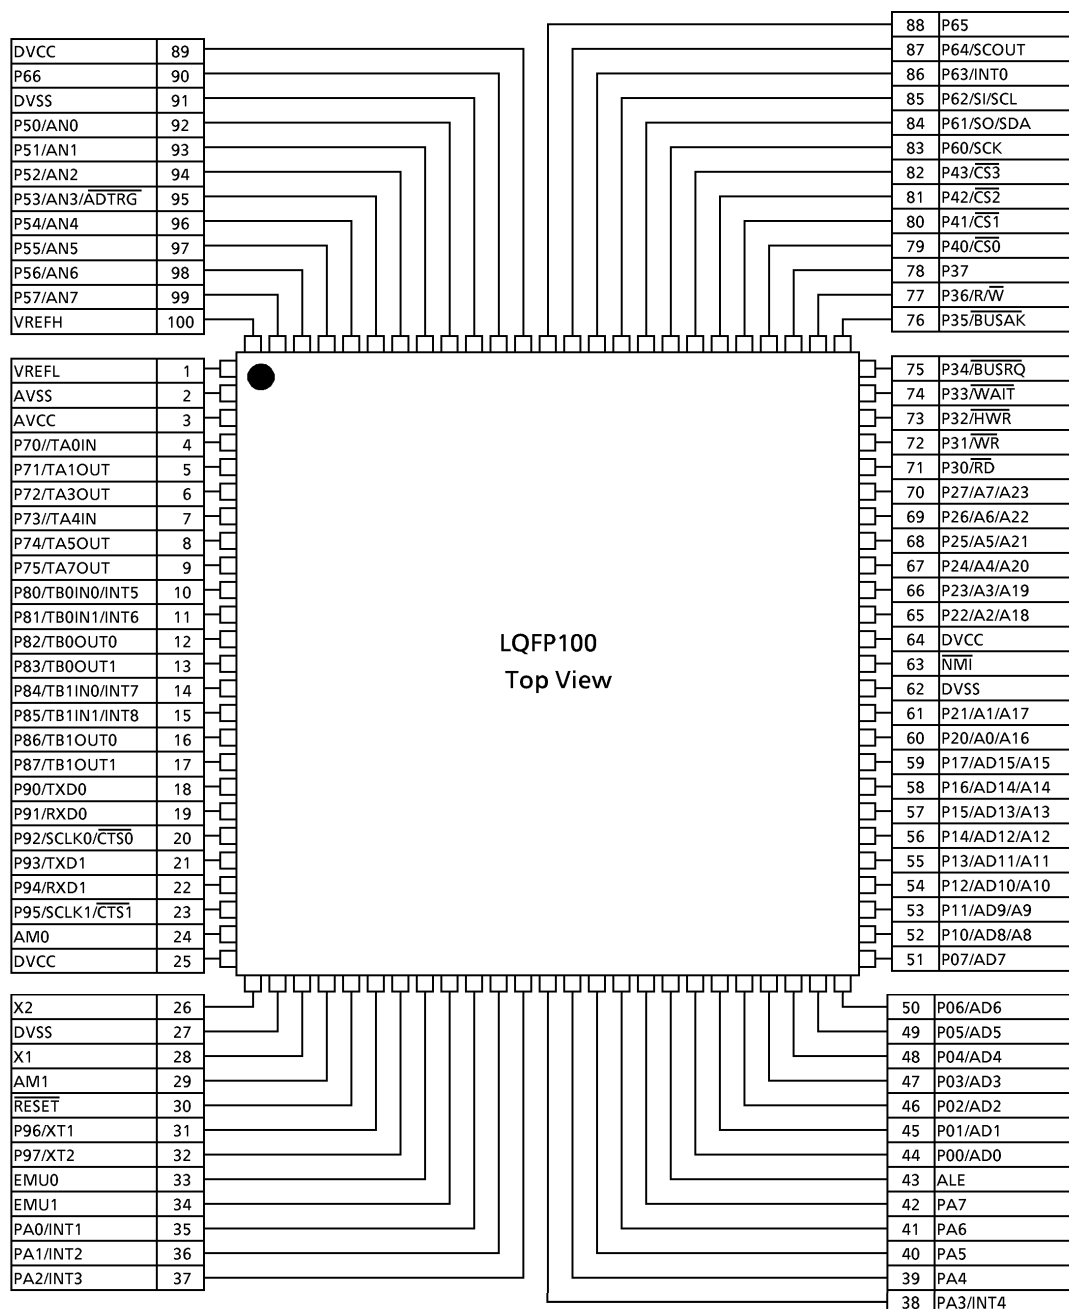 DVCC 89
P66 90
DVSS 91
P50/AN0 92
P51/AN1 93
P52/AN2 94
P53/AN3/ADTRG 95
P54/AN4 96
P55/AN5 97
P56/AN6 98
P57/AN7 99
VREFH 100
88 P65
87 P64/SCOUT
86 P63/INT0
85 P62/SI/SCL
84 P61/SO/SDA
83 P60/SCK
82 P43/CS3
81 P42/CS2
80 P41/CS1
79 P40/CS0
78 P37
77 P36/R/W
76 P35/BUSAK
VREFL 1
AVSS 2
AVCC 3
P70//TA0IN 4
P71/TA1OUT 5
P72/TA3OUT 6
P73//TA4IN 7
P74/TA5OUT 8
P75/TA7OUT 9
P80/TB0IN0/INT5 10
P81/TB0IN1/INT6 11
P82/TB0OUT0 12
P83/TB0OUT1 13
P84/TB1IN0/INT7 14
P85/TB1IN1/INT8 15
P86/TB1OUT0 16
P87/TB1OUT1 17
P90/TXD0 18
P91/RXD0 19
P92/SCLK0/CTS0 20
P93/TXD1 21
P94/RXD1 22
P95/SCLK1/CTS1 23
AM0 24
DVCC 25
LQFP100
Top View
75 P34/BUSRQ
74 P33/WAIT
73 P32/HWR
72 P31/WR
71 P30/RD
70 P27/A7/A23
69 P26/A6/A22
68 P25/A5/A21
67 P24/A4/A20
66 P23/A3/A19
65 P22/A2/A18
64 DVCC
63 NMI
62 DVSS
61 P21/A1/A17
60 P20/A0/A16
59 P17/AD15/A15
58 P16/AD14/A14
57 P15/AD13/A13
56 P14/AD12/A12
55 P13/AD11/A11
54 P12/AD10/A10
53 P11/AD9/A9
52 P10/AD8/A8
51 P07/AD7
X2 26
DVSS 27
X1 28
AM1 29
RESET 30
P96/XT1 31
P97/XT2 32
EMU0 33
EMU1 34
PA0/INT1 35
PA1/INT2 36
PA2/INT3 37
50 P06/AD6
49 P05/AD5
48 P04/AD4
47 P03/AD3
46 P02/AD2
45 P01/AD1
44 P00/AD0
43 ALE
42 PA7
41 PA6
40 PA5
39 PA4
38 PA3/INT4